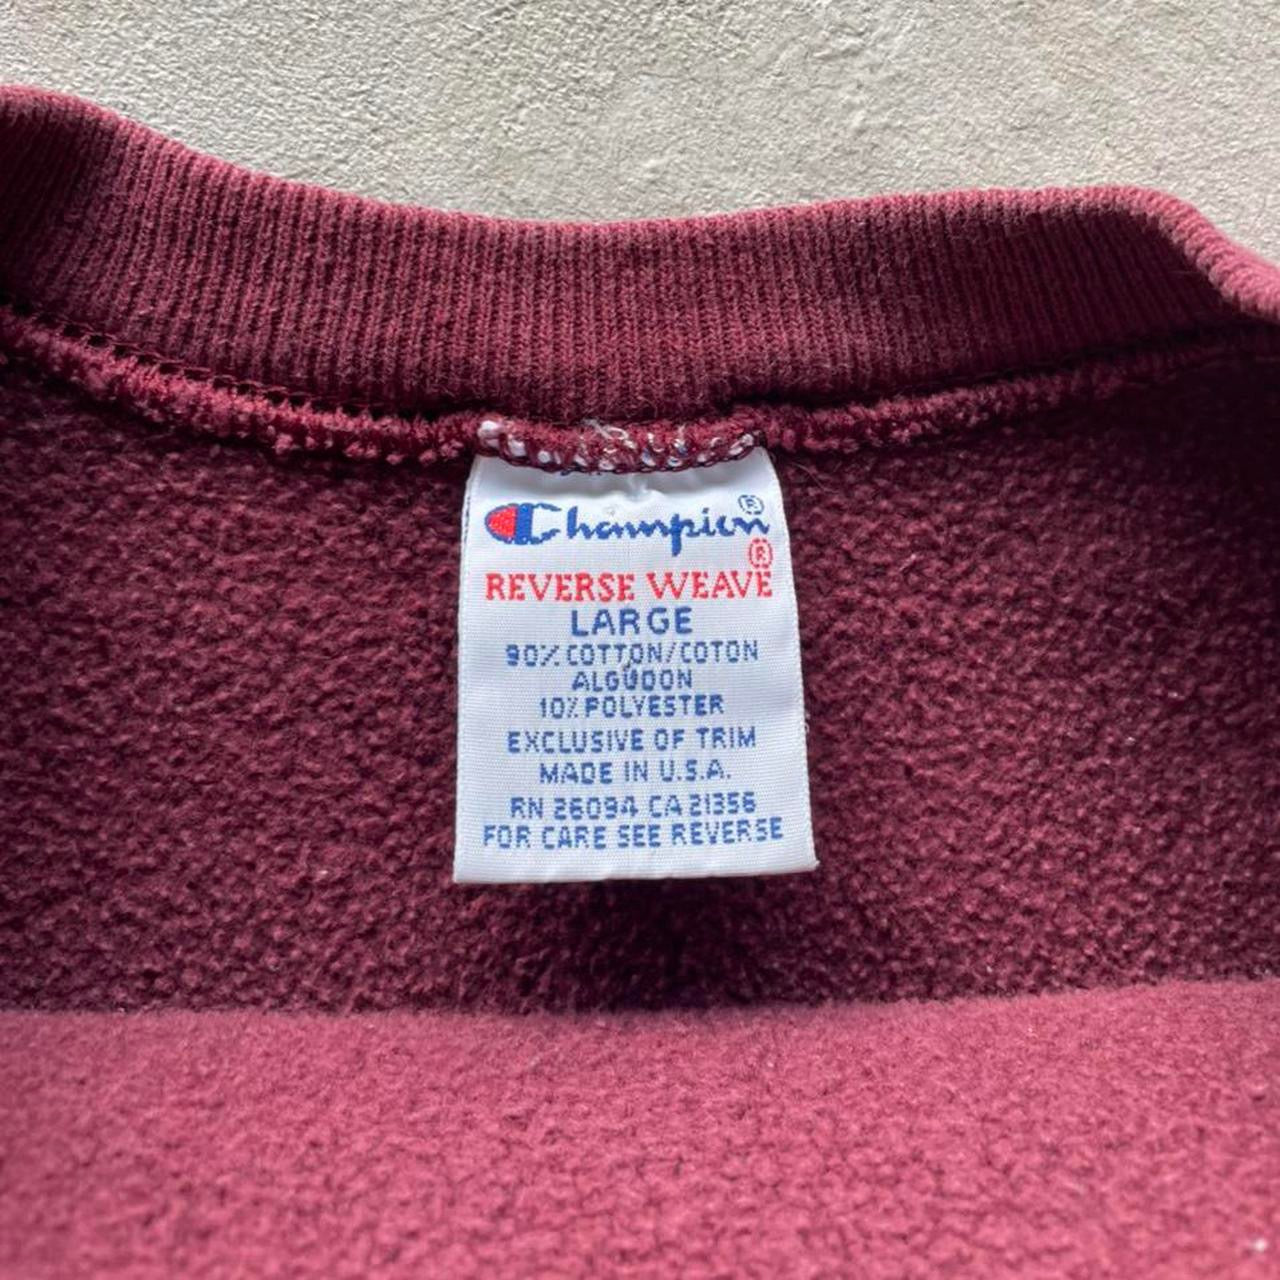 Champion®
REVERSE WEAVE®
LARGE
90% COTTON/COTON
ALGODON
10% POLYESTER
EXCLUSIVE OF TRIM
MADE IN U.S.A.
RN 26094 CA 21356
FOR CARE SEE REVERSE